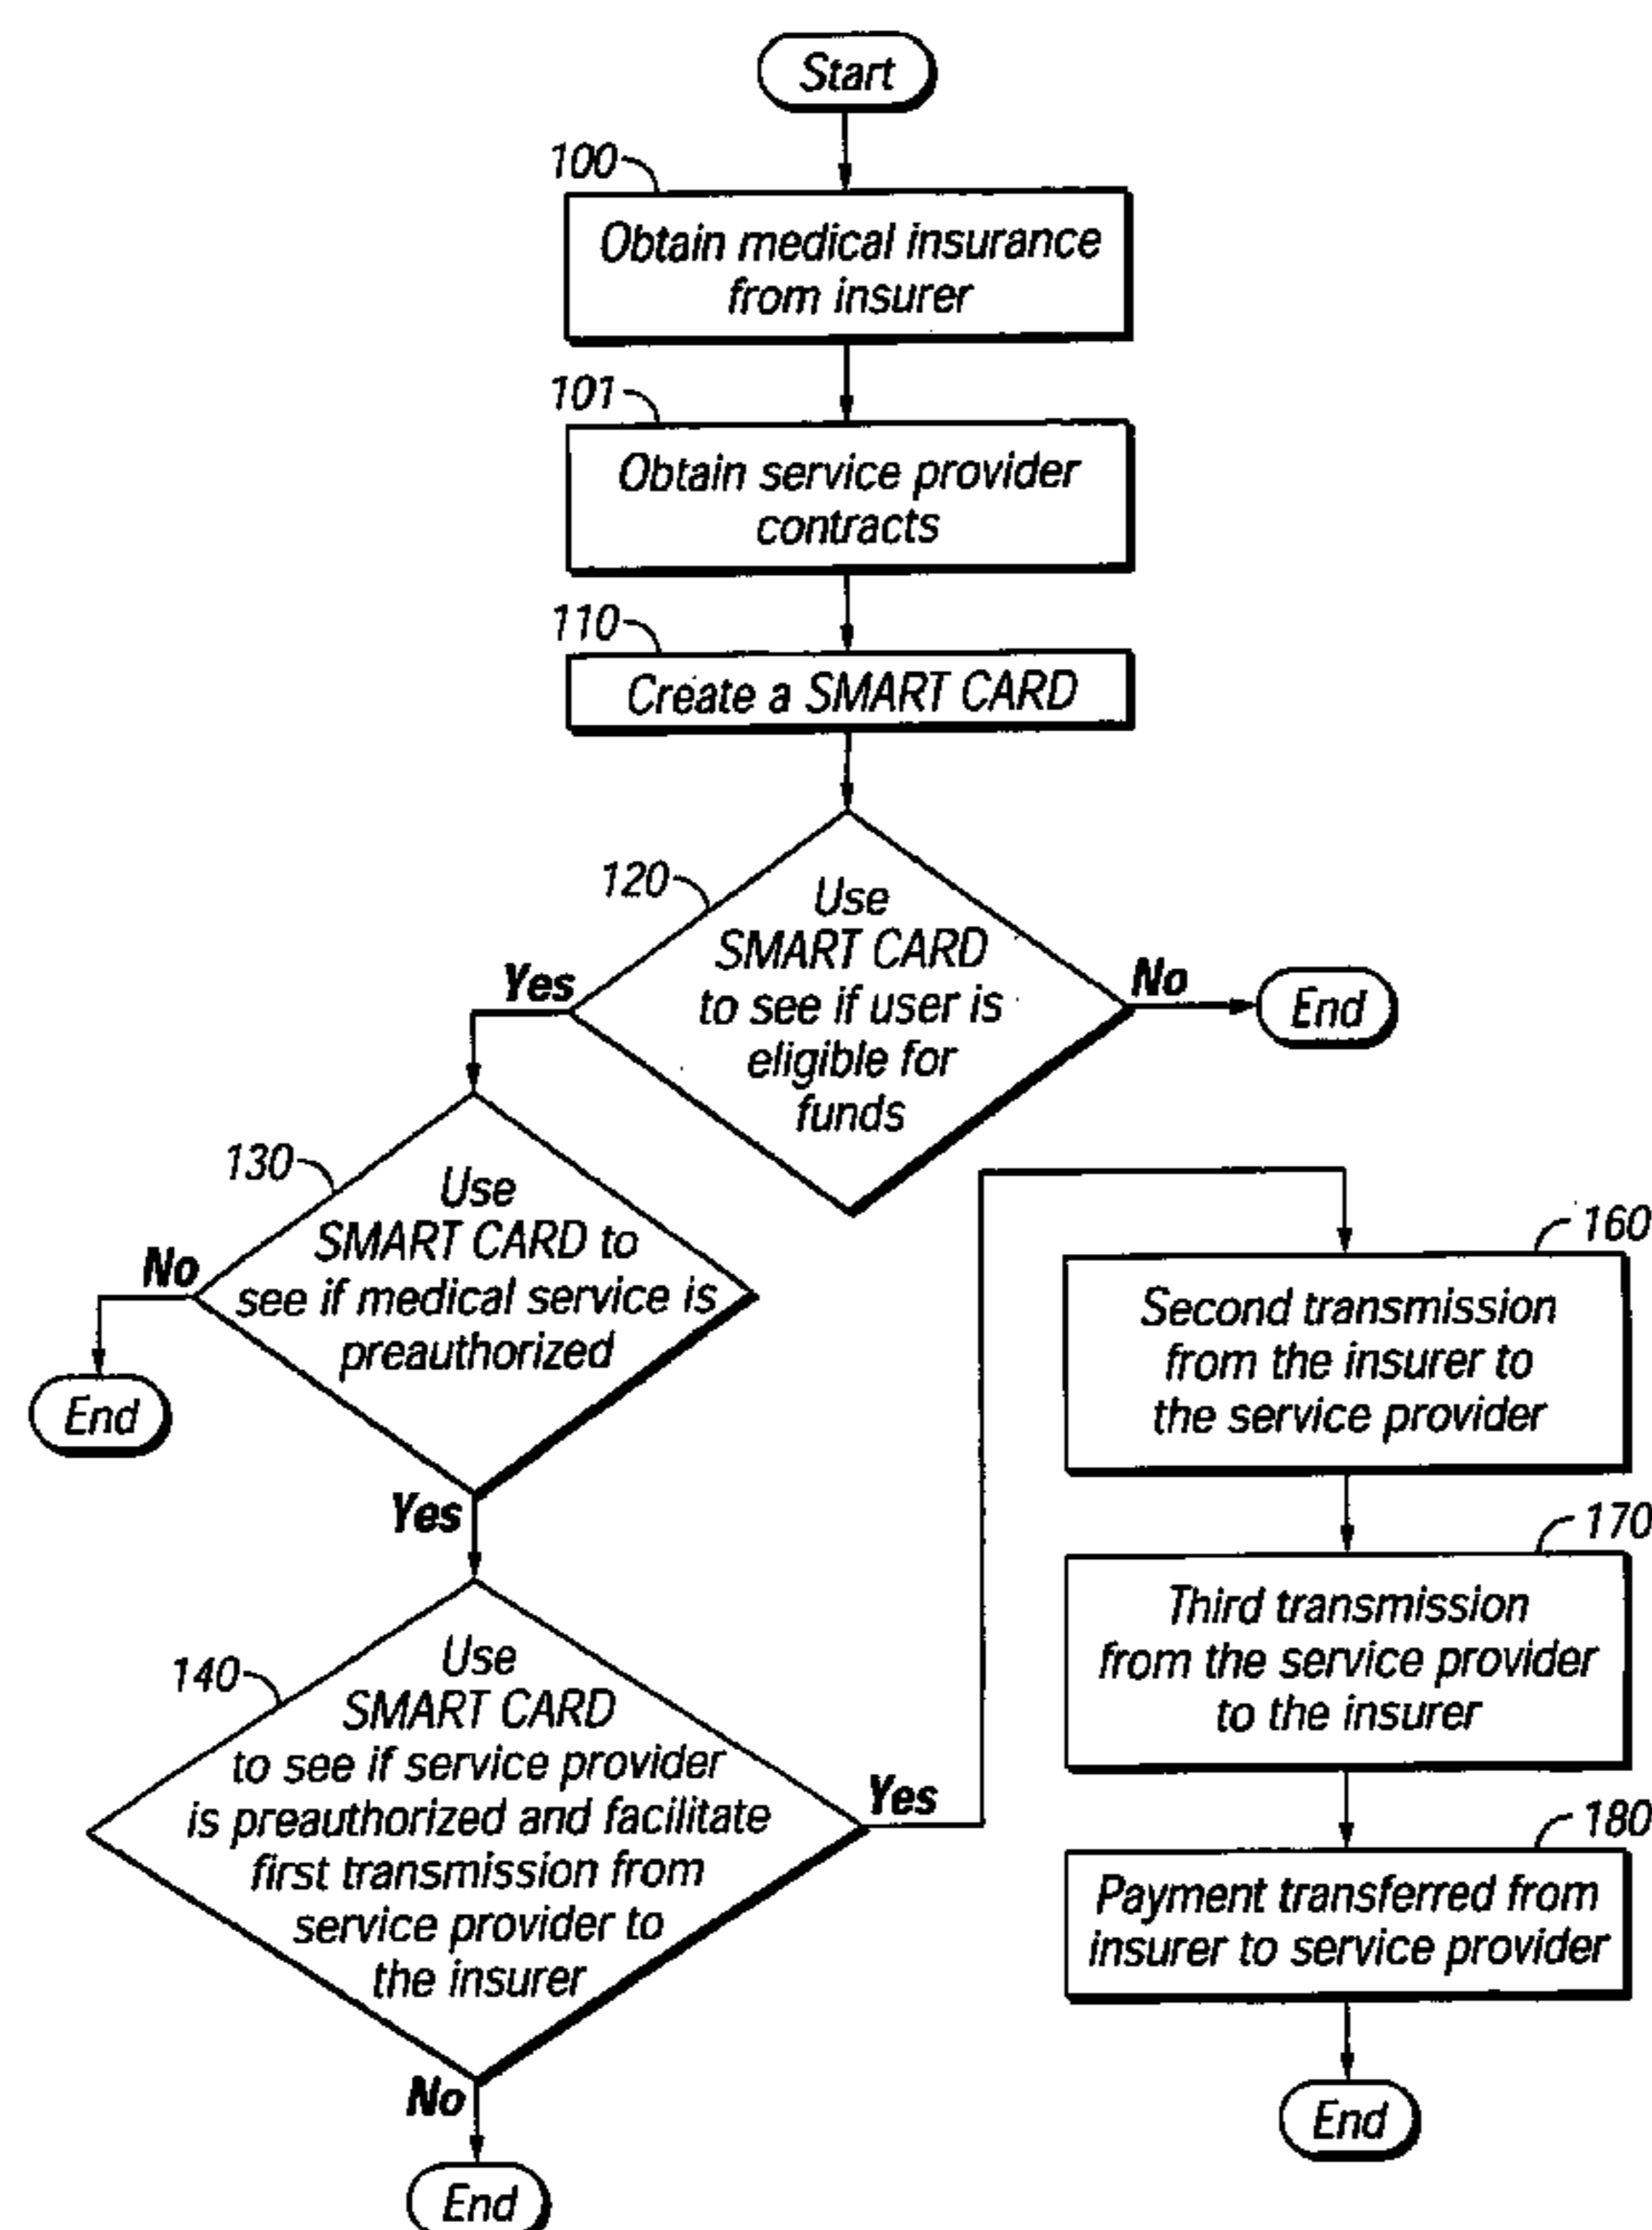 Start
100
Obtain medical insurance
from insurer
101
Obtain service provider
contracts
110
Create a SMART CARD
120
Use
SMART CARD
to see if user is
eligible for
funds
Yes
No
End
130
Use
SMART CARD to
see if medical service is
preauthorized
No
End
Yes
140
Use
SMART CARD
to see if service provider
is preauthorized and facilitate
first transmission from
service provider to
the insurer
Yes
No
End
160
Second transmission
from the insurer to
the service provider
170
Third transmission
from the service provider
to the insurer
180
Payment transferred from
insurer to service provider
End